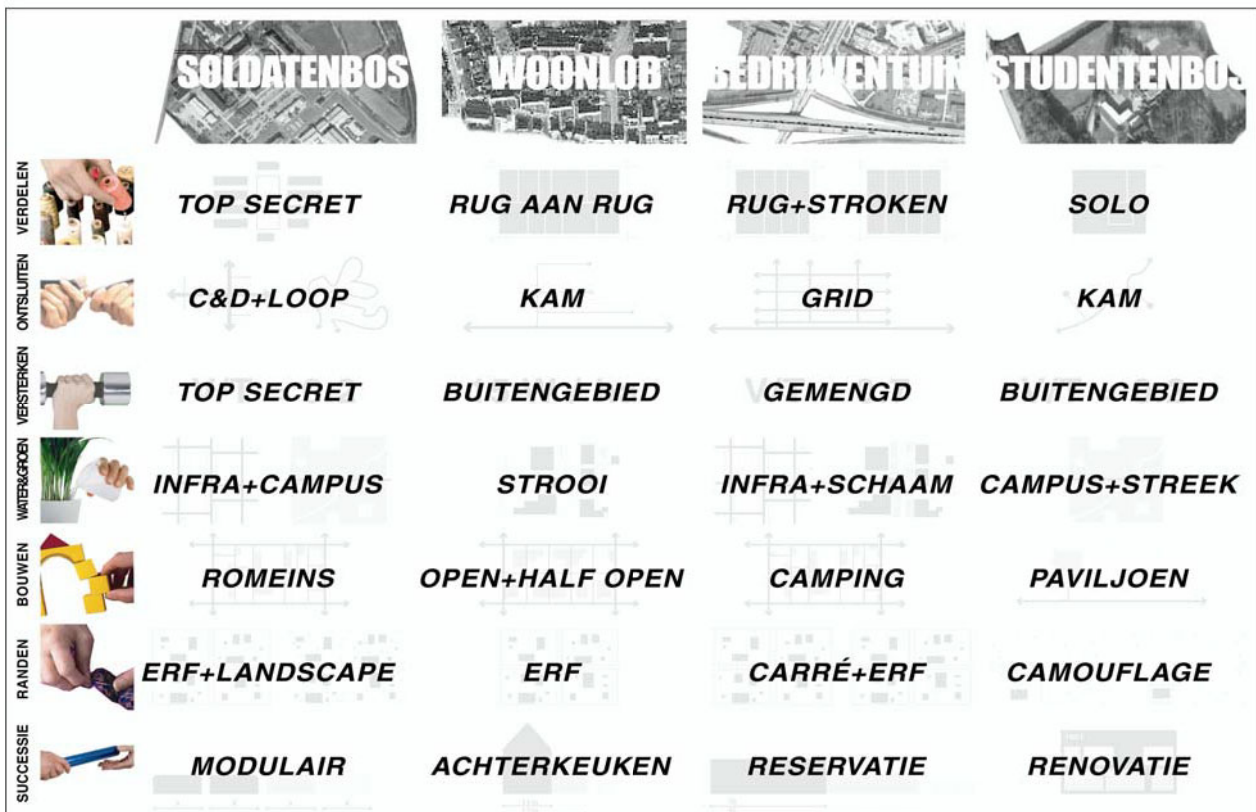 SOLDATENBOS WOONLOB BEDRIJVENTUIN STUDENTENBOS
VERDELEN TOP SECRET RUG AAN RUG RUG+STROKEN SOLO
ONTSLUITEN C&D+LOOP KAM GRID KAM
VERSTERKEN TOP SECRET BUITENGEBIED GEMENGD BUITENGEBIED
WATER&GROEN INFRA+CAMPUS STROOI INFRA+SCHAAM CAMPUS+STREEK
BOUWEN ROMEINS OPEN+HALF OPEN CAMPING PAVILJOEN
RANDEN ERF+LANDSCAPE ERF CARRÉ+ERF CAMOUFLAGE
SUCCESSIE MODULAIR ACHTERKEUKEN RESERVATIE RENOVATIE